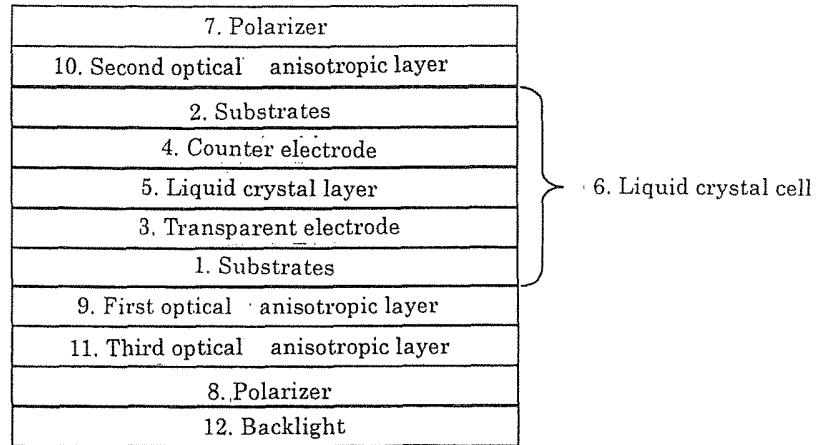 7. Polarizer
10. Second optical anisotropic layer
2. Substrates
4. Counter electrode
5. Liquid crystal layer
6. Liquid crystal cell
3. Transparent electrode
1. Substrates
9. First optical anisotropic layer
11. Third optical anisotropic layer
8. Polarizer
12. Backlight